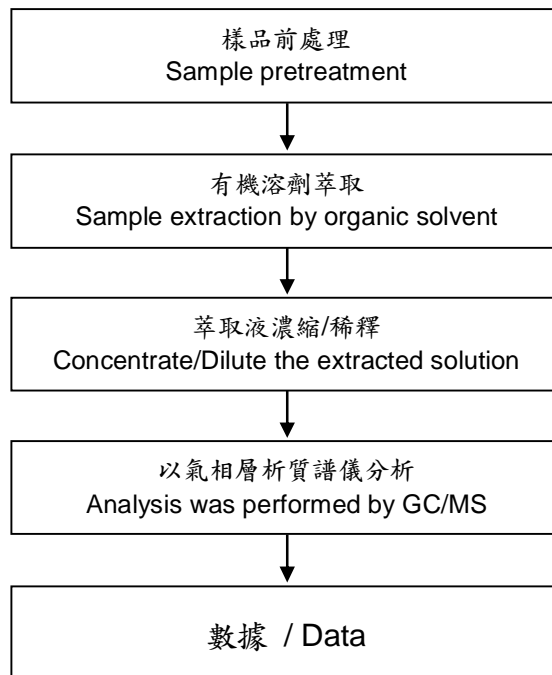 樣品前處理
Sample pretreatment
有機溶劑萃取
Sample extraction by organic solvent
萃取液濃縮/稀釋
Concentrate/Dilute the extracted solution
以氣相層析質譜儀分析
Analysis was performed by GC/MS
數據 / Data